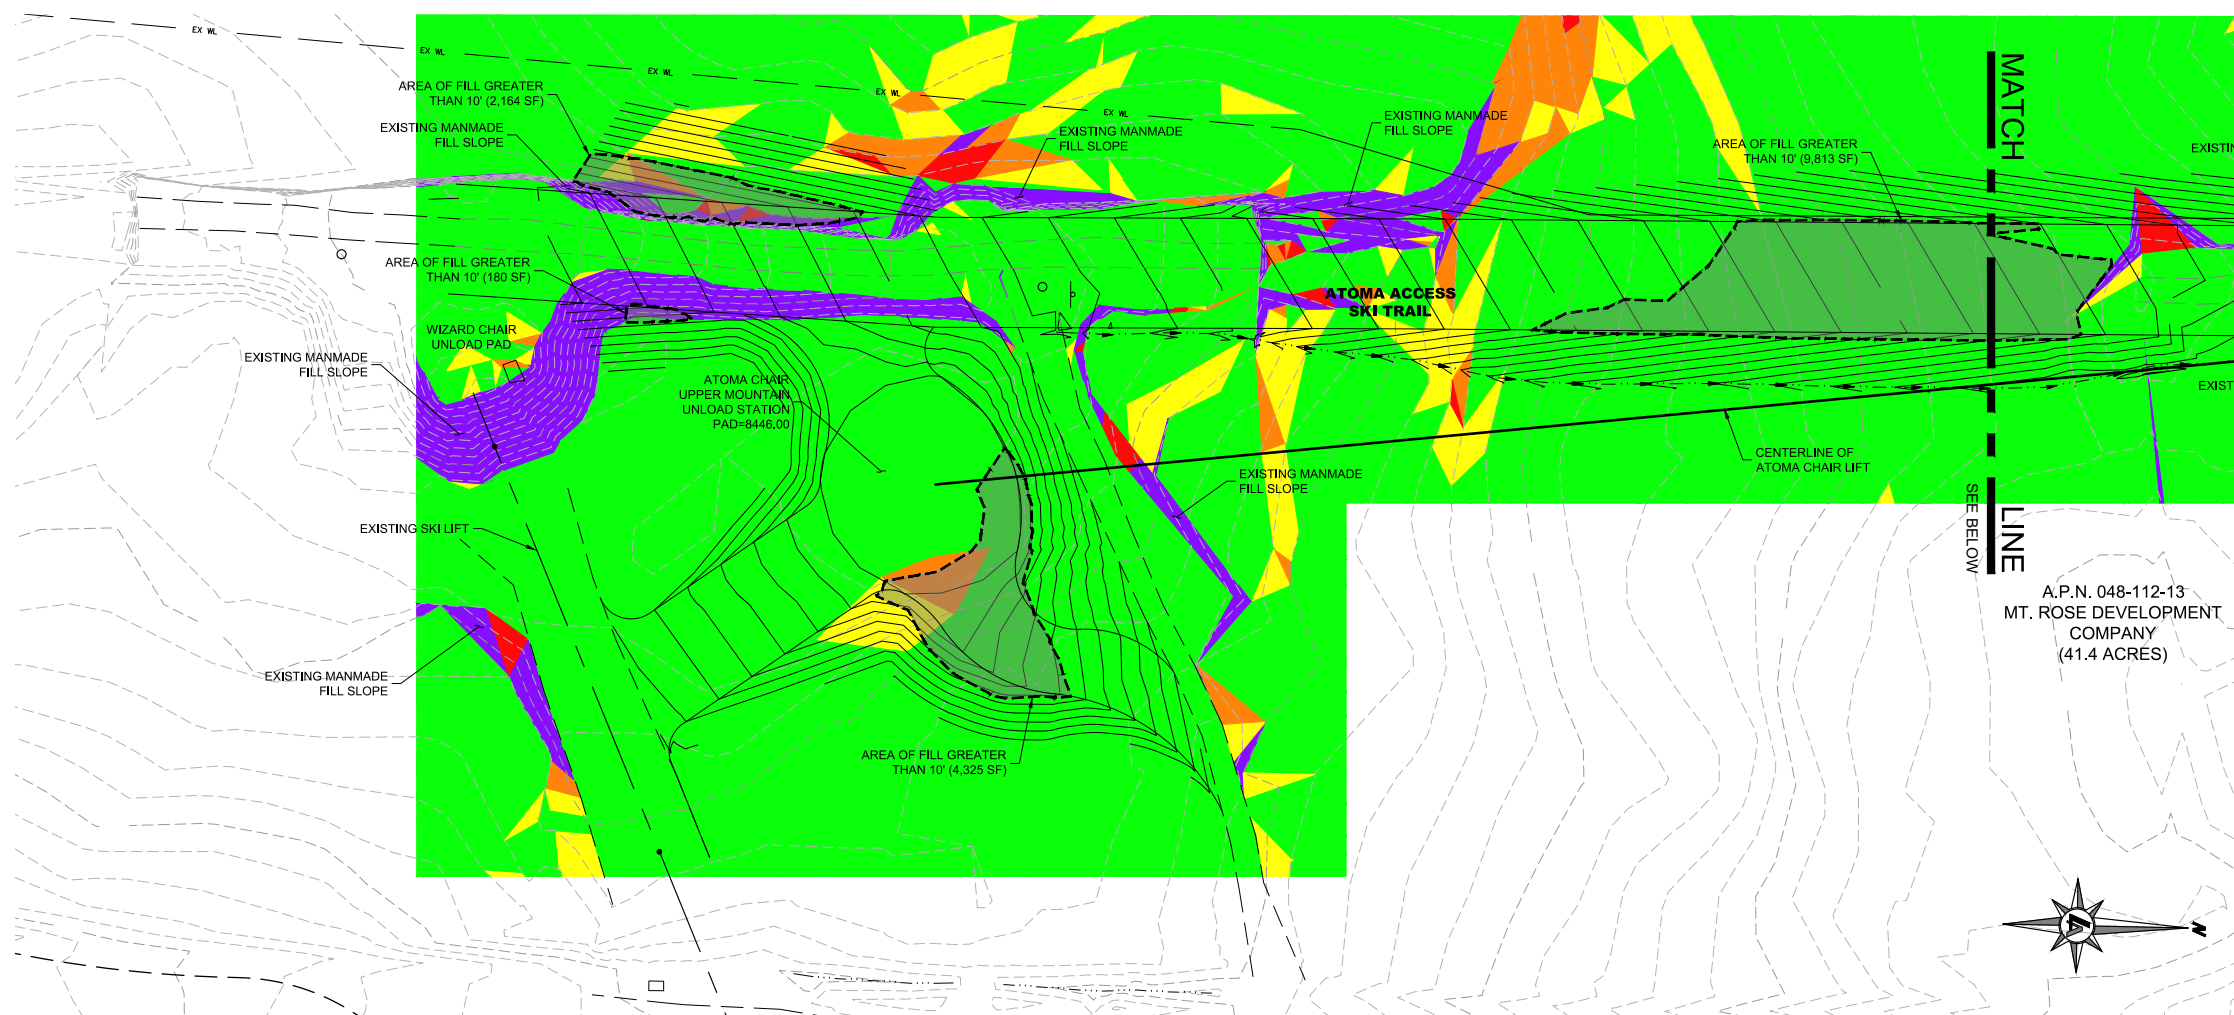 EX WL
EX WL
EX WL
EX WL
EX WL
AREA OF FILL GREATER
THAN 10' (2,164 SF)
EXISTING MANMADE
FILL SLOPE
EXISTING MANMADE
FILL SLOPE
EXISTING MANMADE
FILL SLOPE
AREA OF FILL GREATER
THAN 10' (9,813 SF)
MATCH
EXISTIN
AREA OF FILL GREATER
THAN 10' (180 SF)
ATOMA ACCESS
SKI TRAIL
WIZARD CHAIR
UNLOAD PAD
EXISTING MANMADE
FILL SLOPE
ATOMA CHAIR
UPPER MOUNTAIN
UNLOAD STATION
PAD=8446.00
EXIST
CENTERLINE OF
ATOMA CHAIR LIFT
EXISTING MANMADE
FILL SLOPE
LINE
SEE BELOW
EXISTING SKI LIFT
A.P.N. 048-112-13
MT. ROSE DEVELOPMENT
COMPANY
(41.4 ACRES)
EXISTING MANMADE
FILL SLOPE
AREA OF FILL GREATER
THAN 10' (4,325 SF)
N